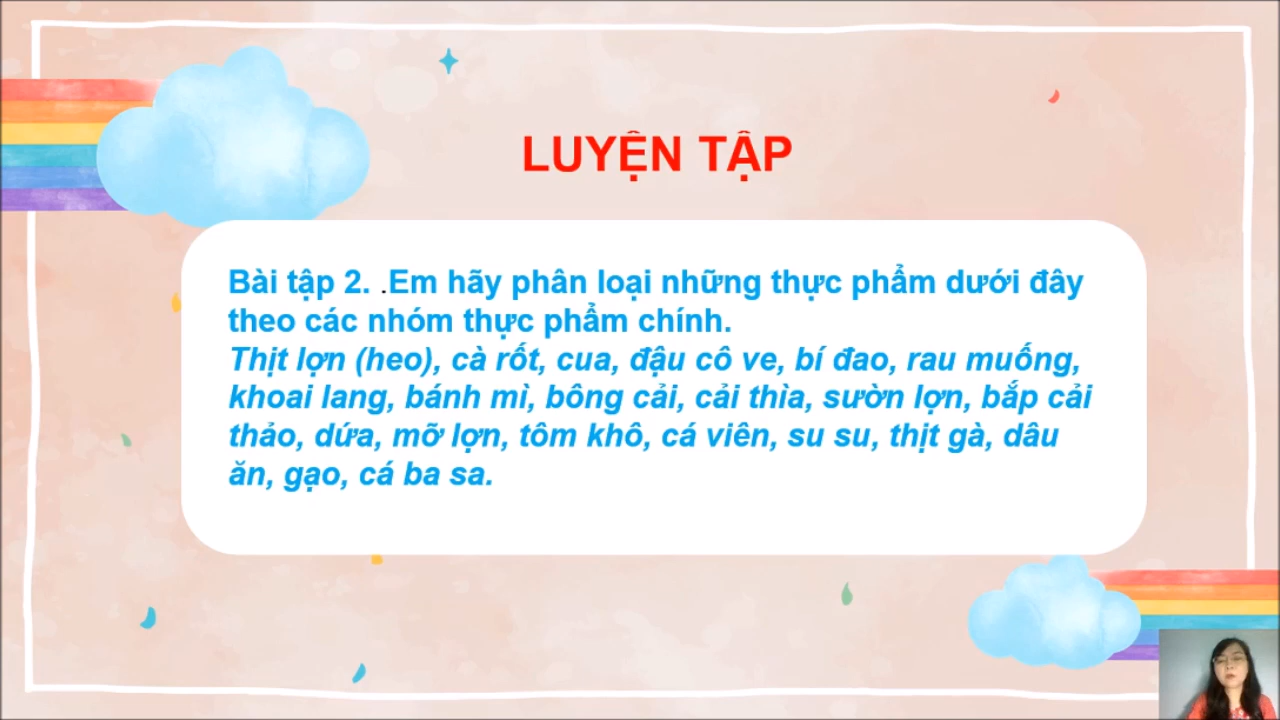 LUYỆN TẬP
Bài tập 2. .Em hãy phân loại những thực phẩm dưới đây
theo các nhóm thực phẩm chính.
Thịt lợn (heo), cà rốt, cua, đậu cô ve, bí đao, rau muống,
khoai lang, bánh mì, bông cải, cải thìa, sườn lợn, bắp cải
thảo, dứa, mỡ lợn, tôm khô, cá viên, su su, thịt gà, dâu
ăn, gạo, cá ba sa.